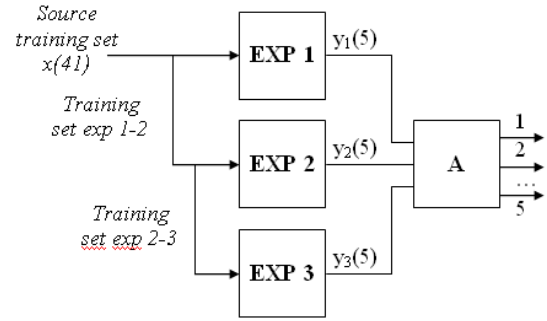 Source
training set
x(41)
EXP 1
y1(5)
Training
set exp 1-2
EXP 2
y2(5)
A
1
2
...
5
Training
set exp 2-3
EXP 3
y3(5)